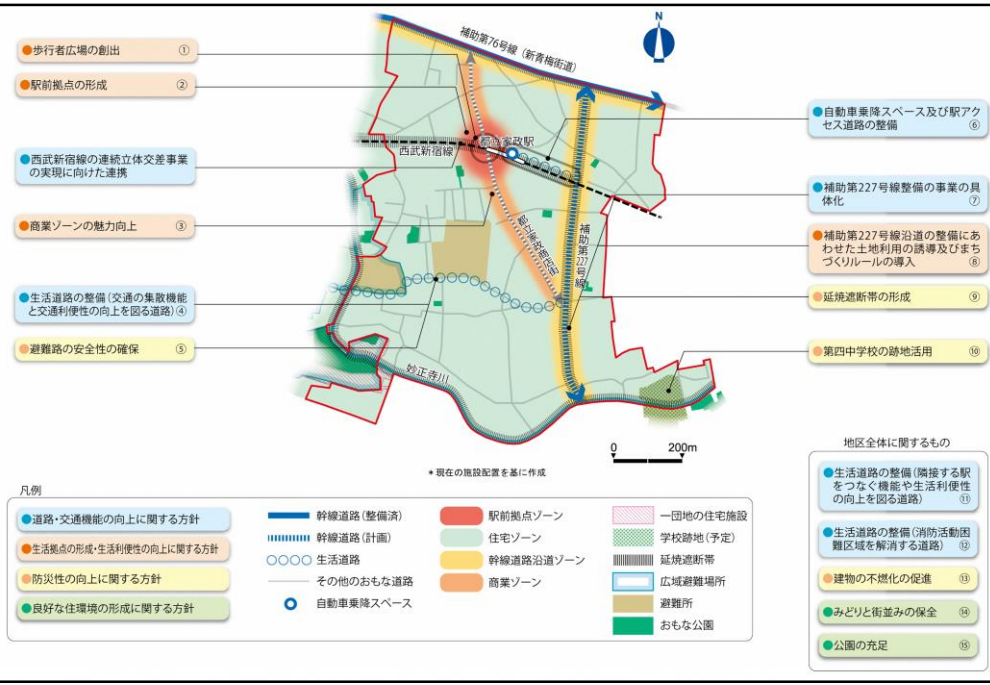 ●歩行者広場の創出 ①
●駅前拠点の形成 ②
●西武新宿線の連続立体交差事業
の実現に向けた連携
●商業ゾーンの魅力向上 ③
●生活道路の整備(交通の集散機能
と交通利便性の向上を図る道路)④
●避難路の安全性の確保 ⑤
N
補助第76号線(新青梅街道)
都立家政駅
西武新宿線
都立家政商店街
補助第227号線
妙正寺川
0 200m
*現在の施設配置を基に作成
●自動車乗降スペース及び駅アク
セス道路の整備 ⑥
●補助第227号線整備の事業の具
体化 ⑦
●補助第227号線沿道の整備にあ
わせた土地利用の誘導及びまち
づくりルールの導入 ⑧
●延焼遮断帯の形成 ⑨
●第四中学校の跡地活用 ⑩
地区全体に関するもの
●生活道路の整備(隣接する駅
をつなぐ機能や生活利便性
の向上を図る道路) ⑪
●生活道路の整備(消防活動困
難区域を解消する道路) ⑫
●建物の不燃化の促進 ⑬
●みどりと街並みの保全 ⑭
●公園の充足 ⑮
凡例
●道路・交通機能の向上に関する方針
●生活拠点の形成・生活利便性の向上に関する方針
●防災性の向上に関する方針
●良好な住環境の形成に関する方針
幹線道路(整備済)
幹線道路(計画)
生活道路
その他のおもな道路
自動車乗降スペース
駅前拠点ゾーン
住宅ゾーン
幹線道路沿道ゾーン
商業ゾーン
一団地の住宅施設
学校跡地(予定)
延焼遮断帯
広域避難場所
避難所
おもな公園